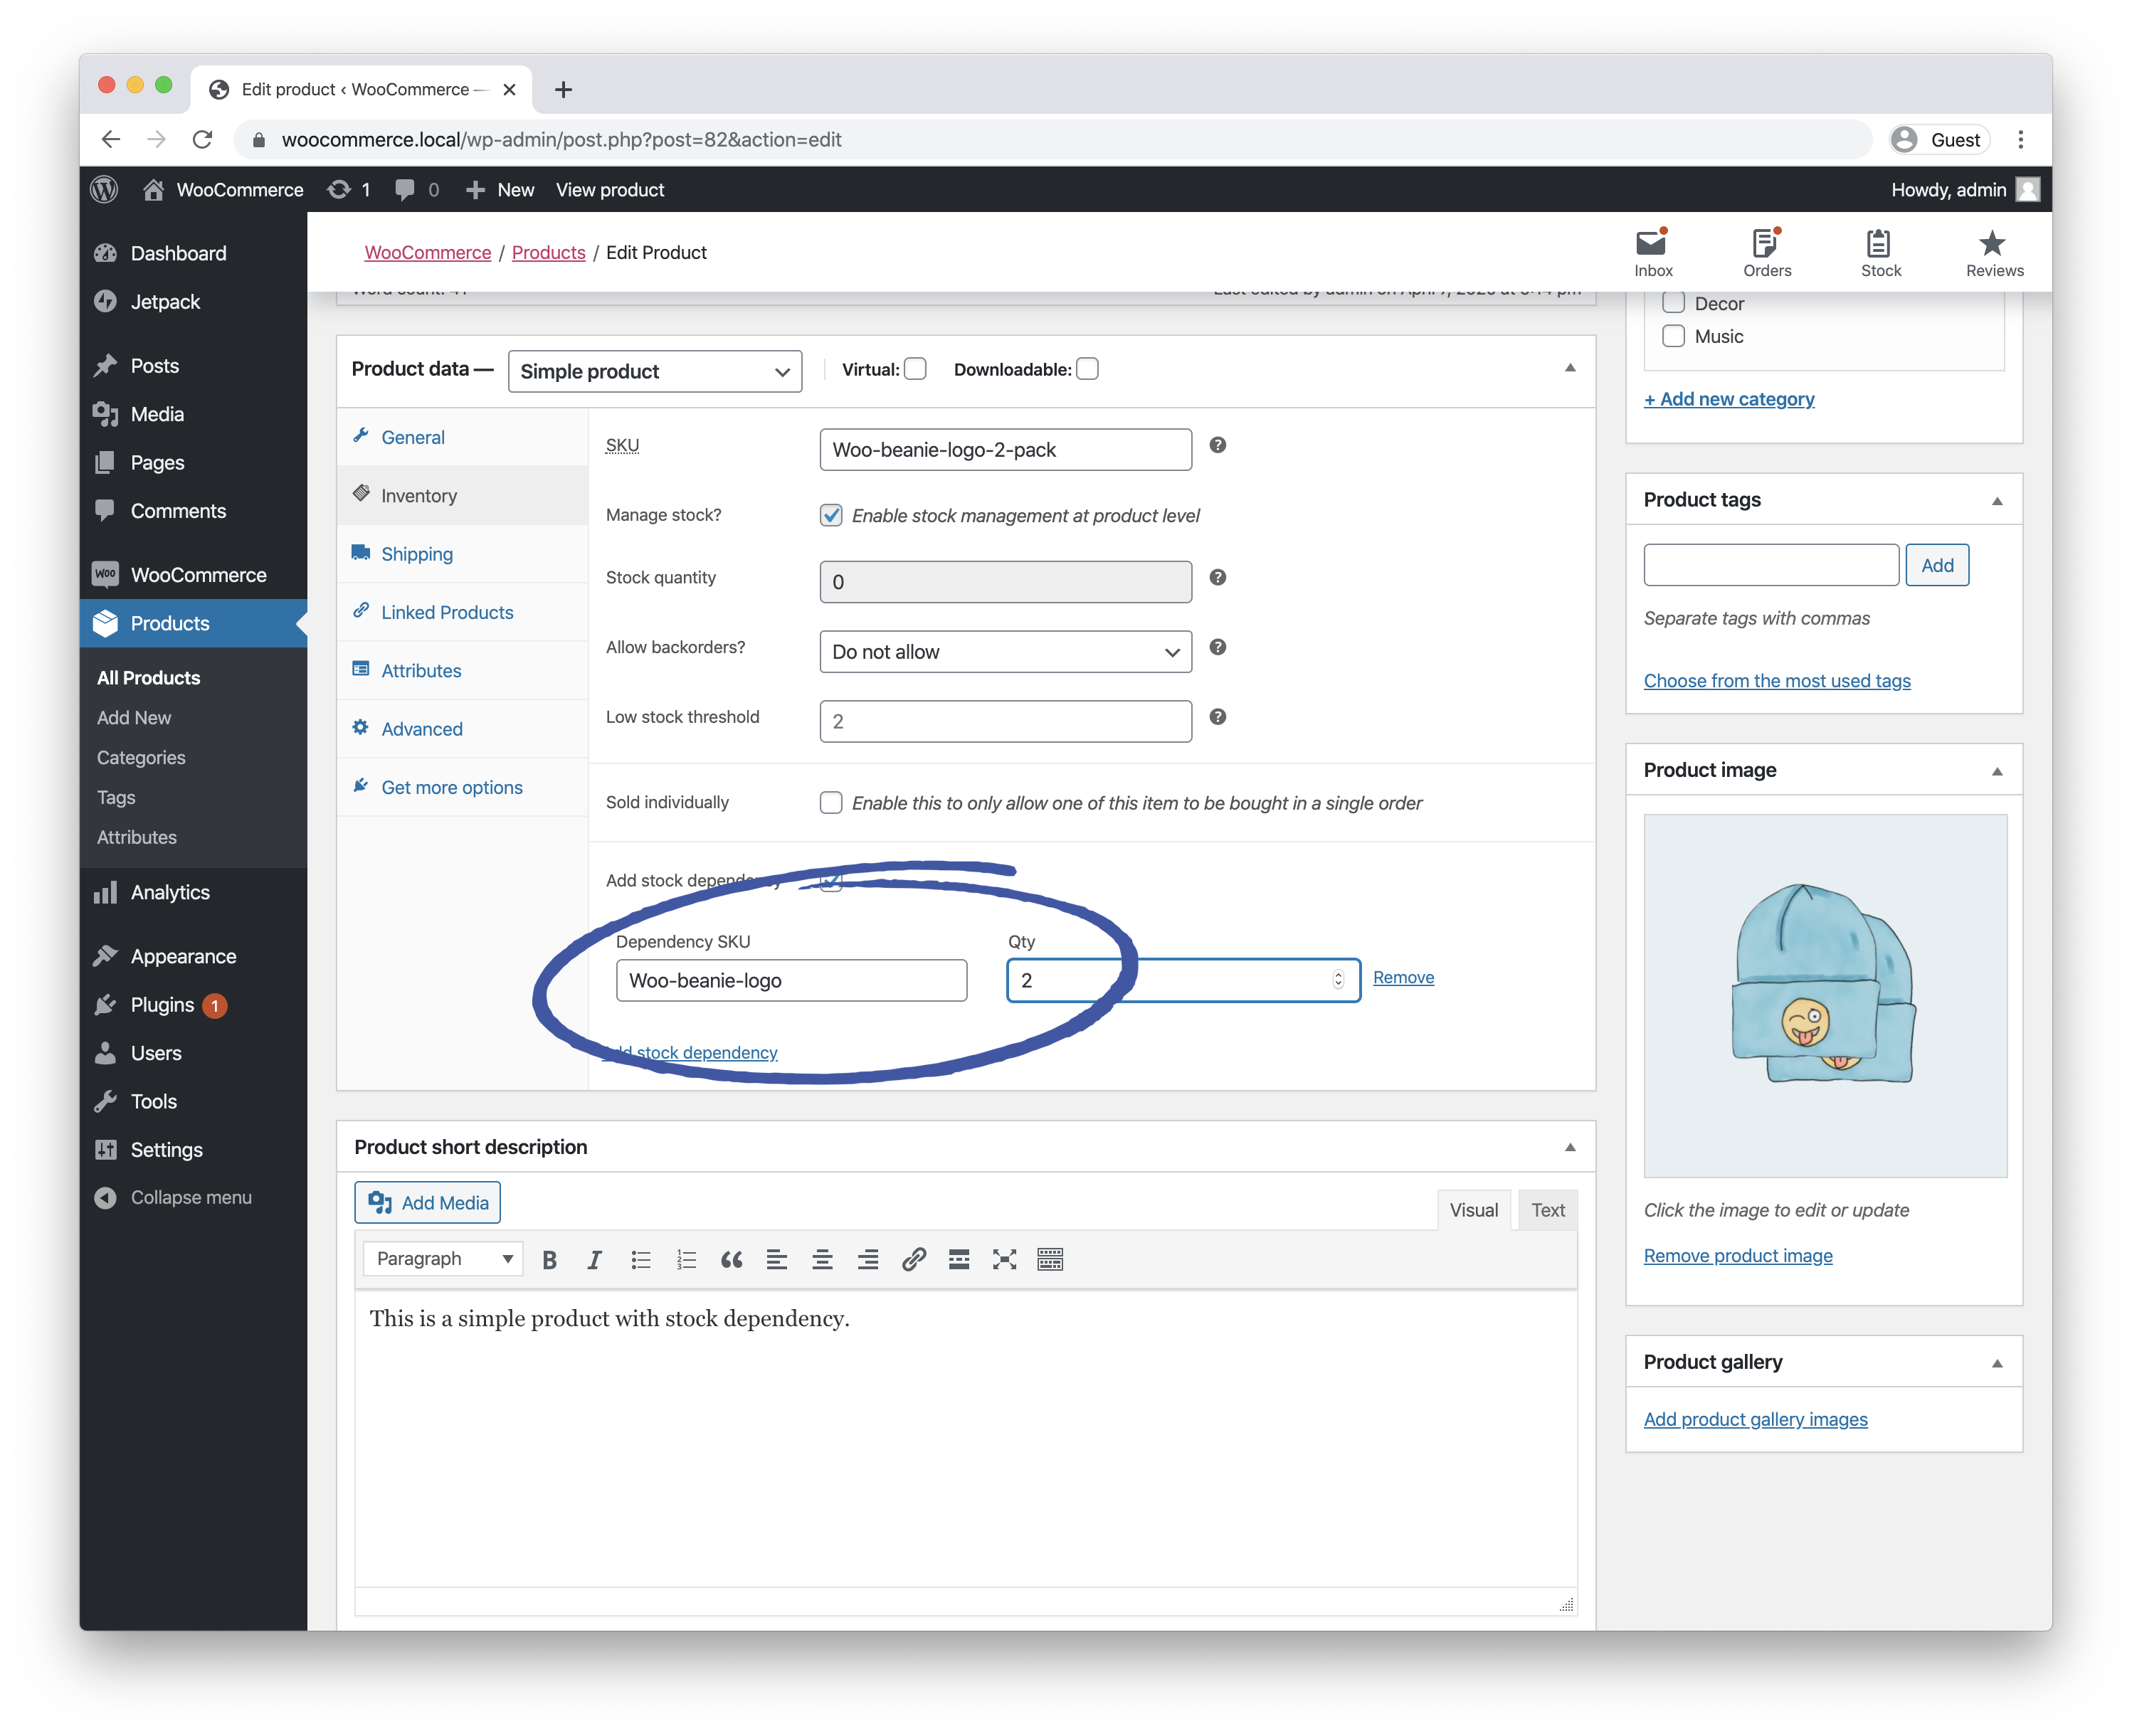 Edit product ‹ WooCommerce —
woocommerce.local/wp-admin/post.php?post=82&action=edit
Guest
WooCommerce 1 0 New View product
Howdy, admin
Dashboard
Jetpack
Posts
Media
Pages
Comments
Woo WooCommerce
Products
All Products
Add New
Categories
Tags
Attributes
Analytics
Appearance
Plugins 1
Users
Tools
Settings
Collapse menu
WooCommerce / Products / Edit Product
Inbox
Orders
Stock
Reviews
Product data — Simple product Virtual: Downloadable:
General
Inventory
Shipping
Linked Products
Attributes
Advanced
Get more options
SKU Woo-beanie-logo-2-pack
Manage stock? Enable stock management at product level
Stock quantity 0
Allow backorders? Do not allow
Low stock threshold 2
Sold individually Enable this to only allow one of this item to be bought in a single order
Add stock dependency
Dependency SKU Qty
Woo-beanie-logo 2 Remove
Add stock dependency
Product short description
Add Media
Visual Text
Paragraph
This is a simple product with stock dependency.
Decor
Music
+ Add new category
Product tags
Add
Separate tags with commas
Choose from the most used tags
Product image
Click the image to edit or update
Remove product image
Product gallery
Add product gallery images